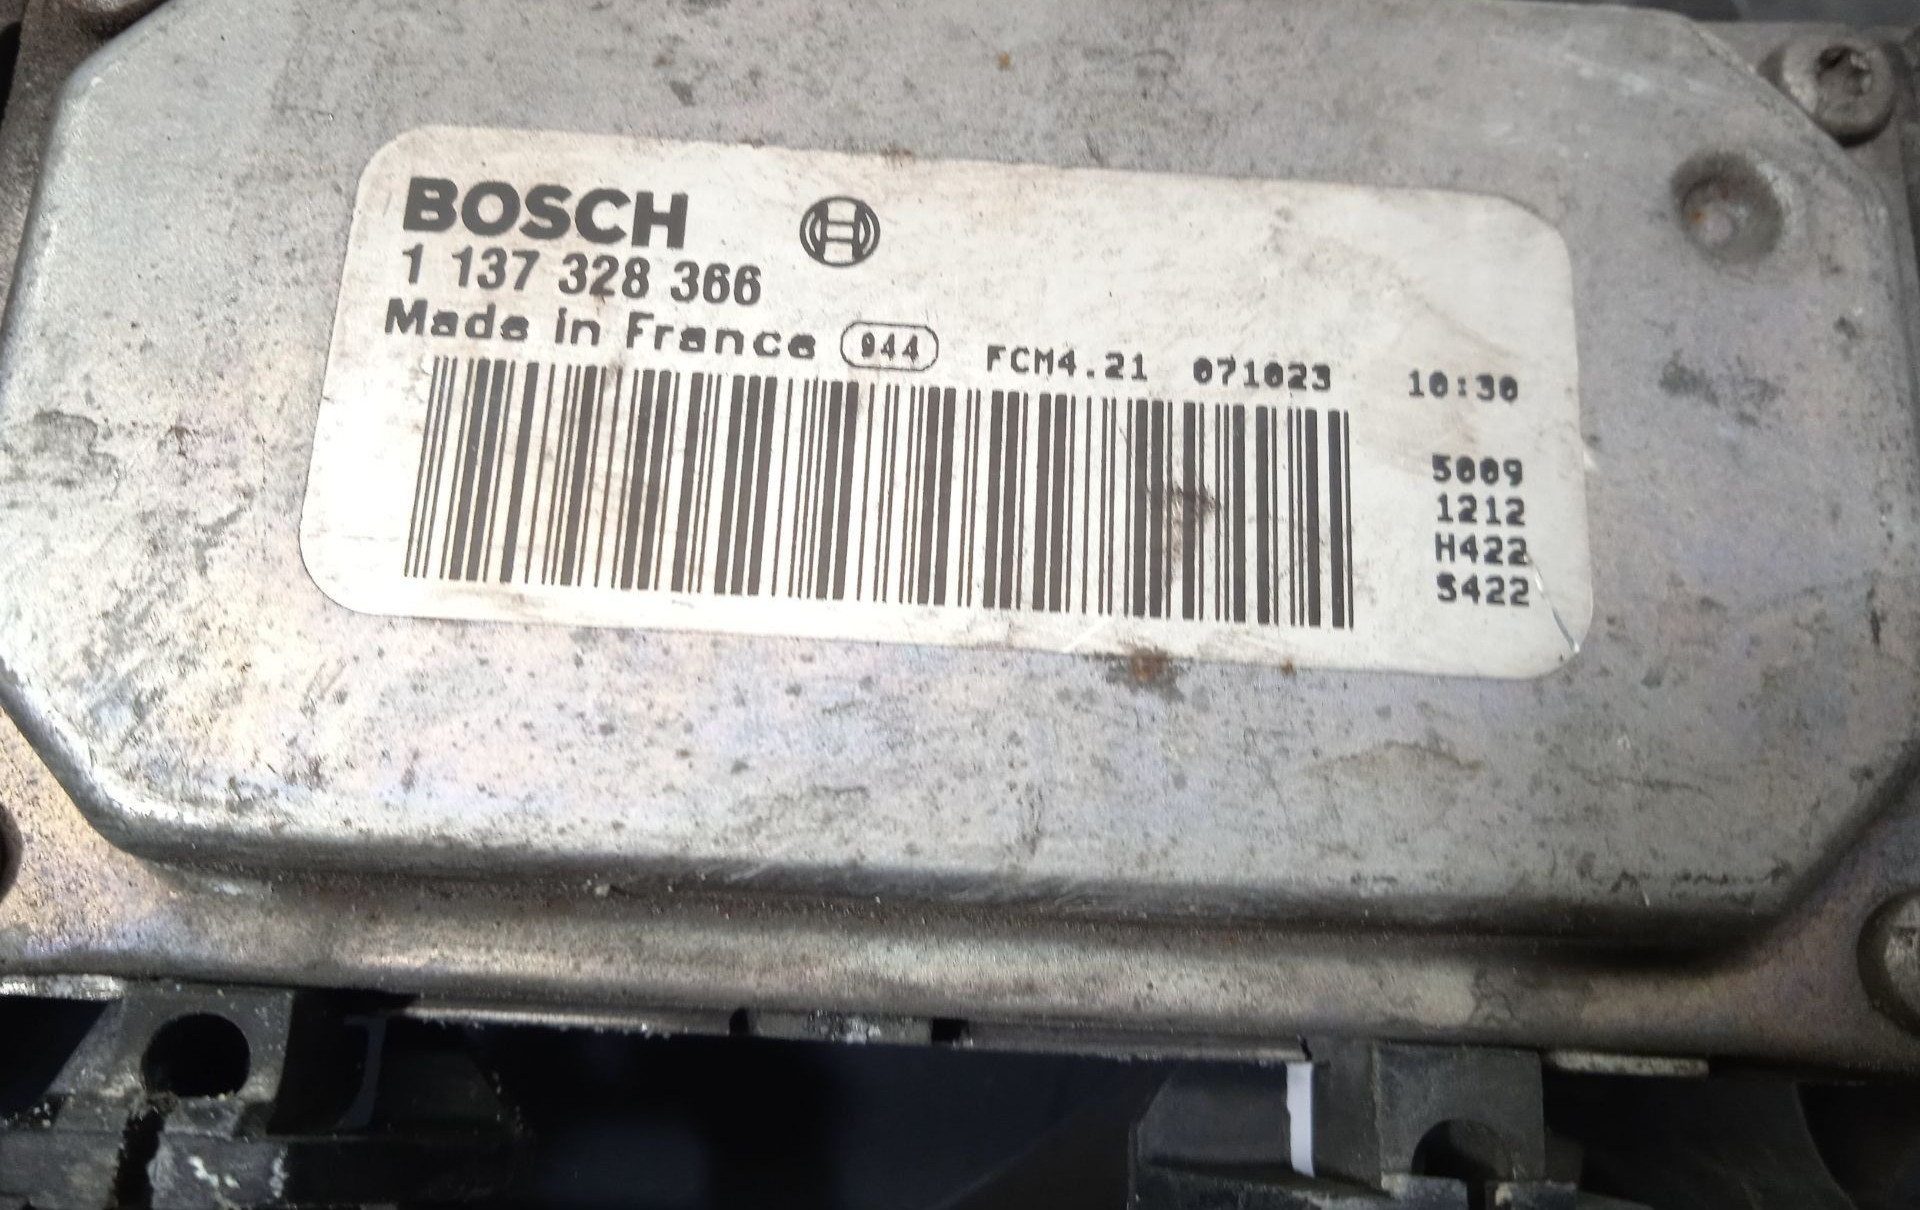 BOSCH
1 137 328 366
Made in France 944 FCM4.21 071023 10:30
5009
1212
H422
S422